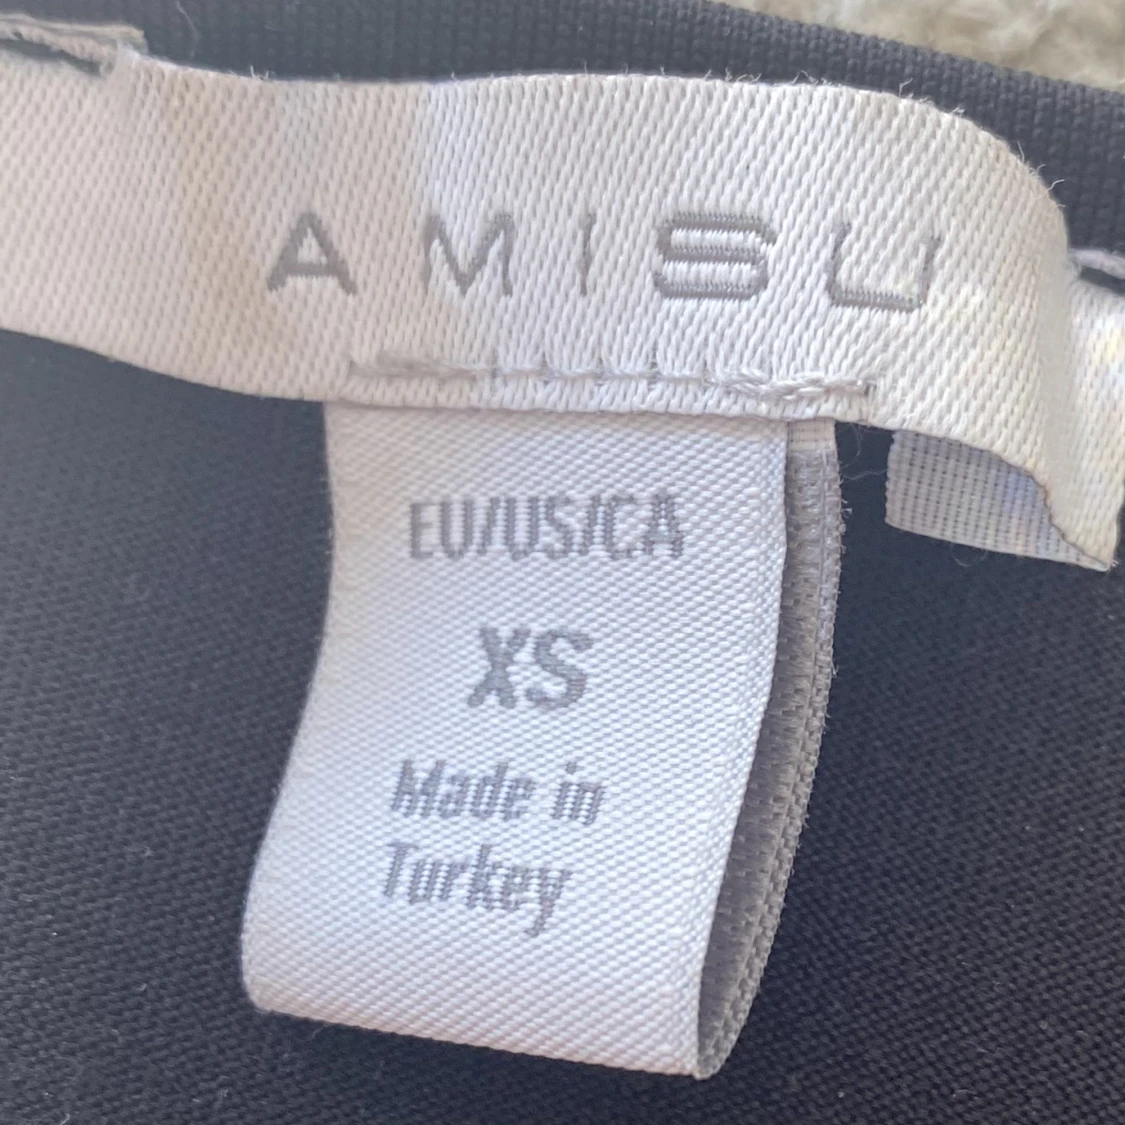 AMISU
EU/US/CA
XS
Made in
Turkey